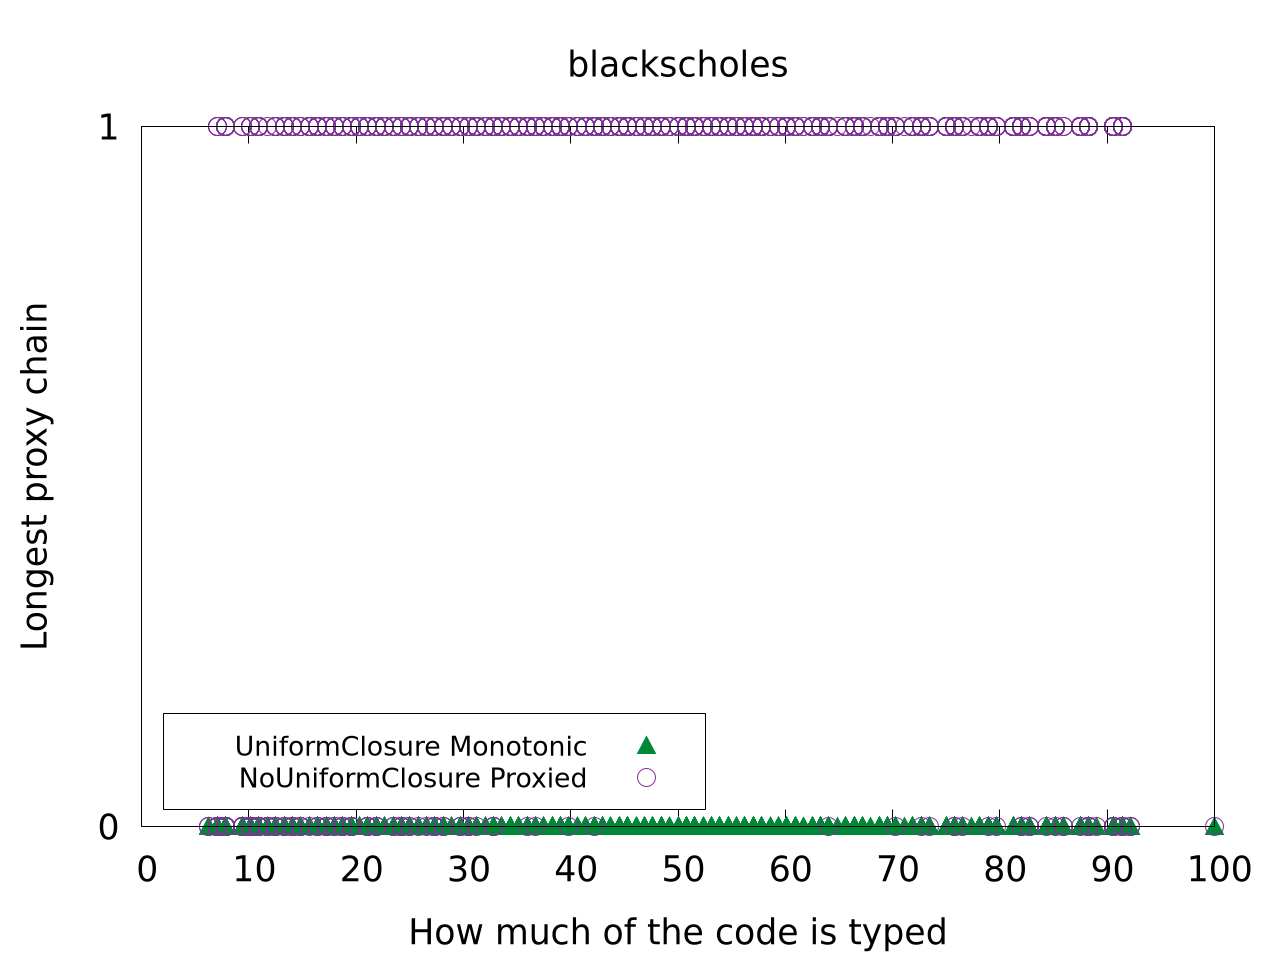 blackscholes
1
Longest proxy chain
UniformClosure Monotonic
NoUniformClosure Proxied
0
0 10 20 30 40 50 60 70 80 90 100
How much of the code is typed